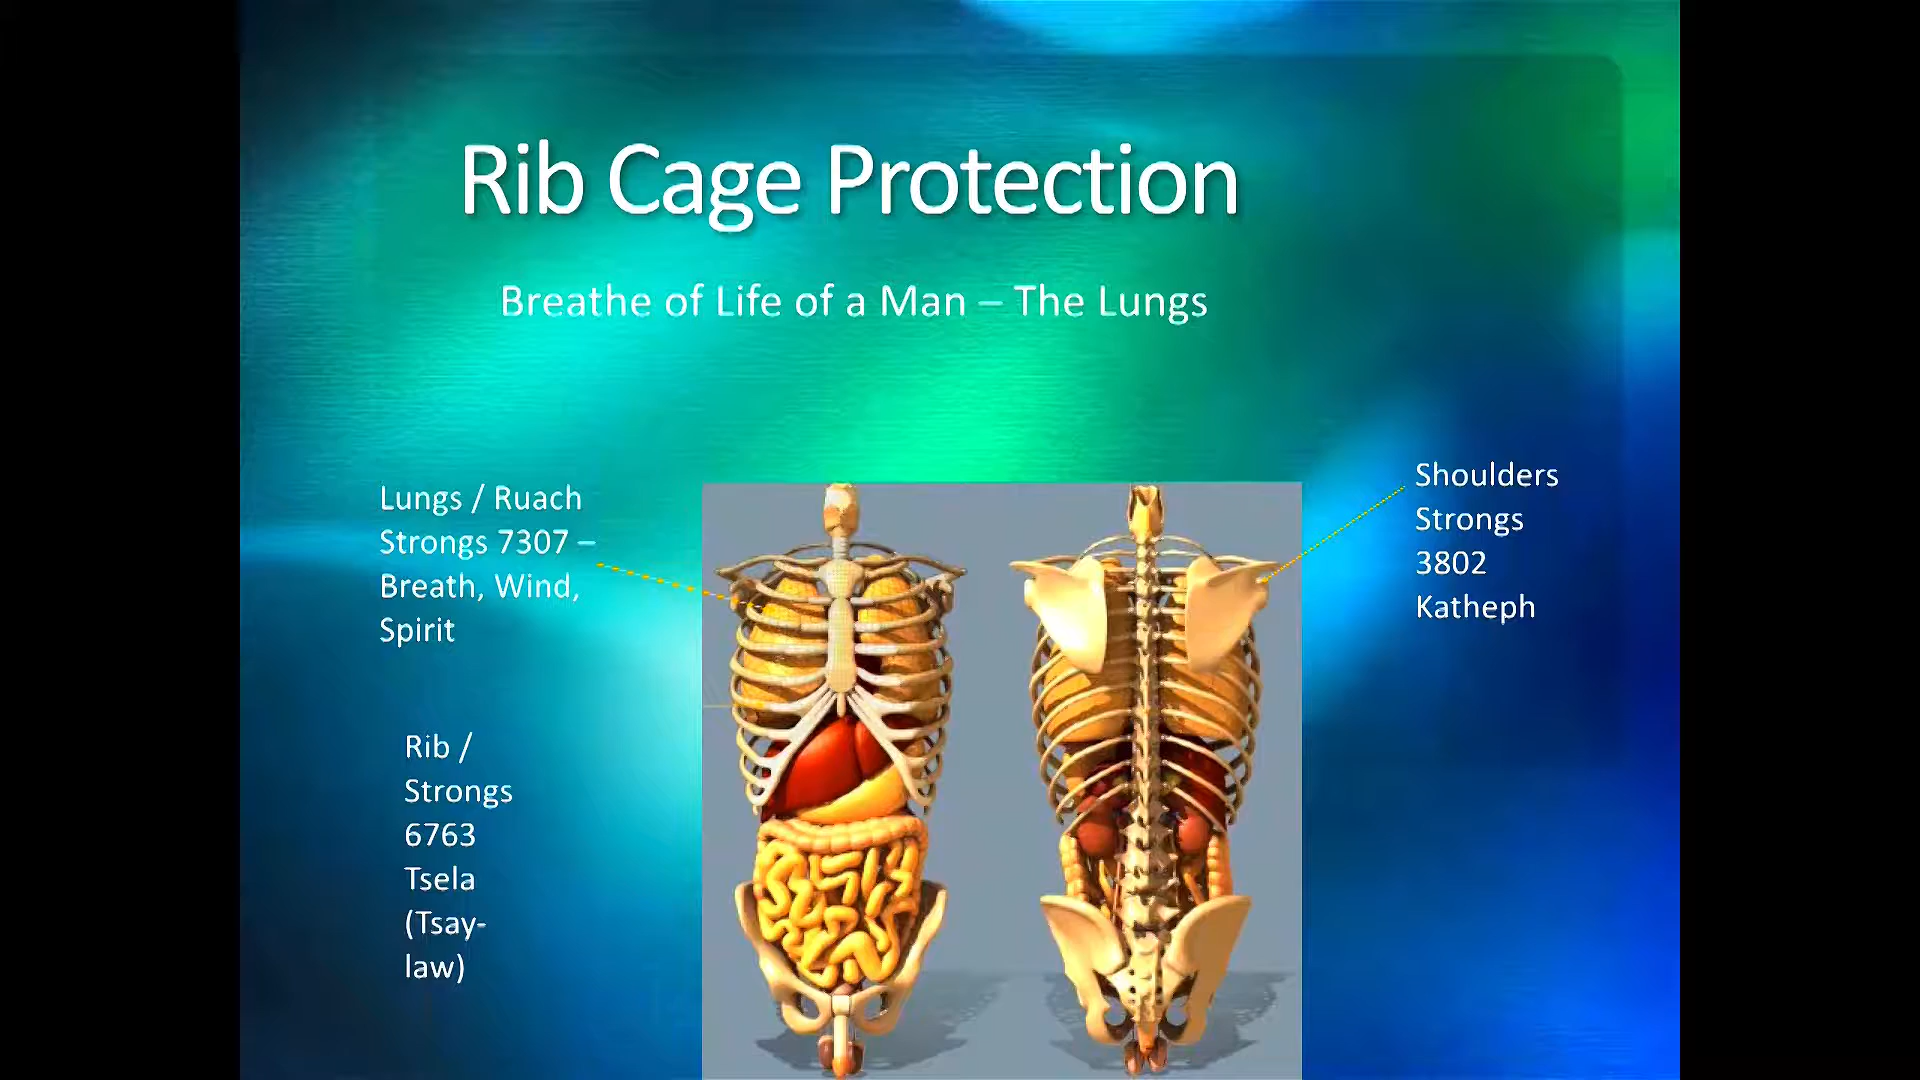 Rib Cage Protection
Breathe of Life of a Man – The Lungs
Lungs / Ruach
Strongs 7307 –
Breath, Wind,
Spirit
Rib /
Strongs
6763
Tsela
(Tsay-
law)
Shoulders
Strongs
3802
Katheph